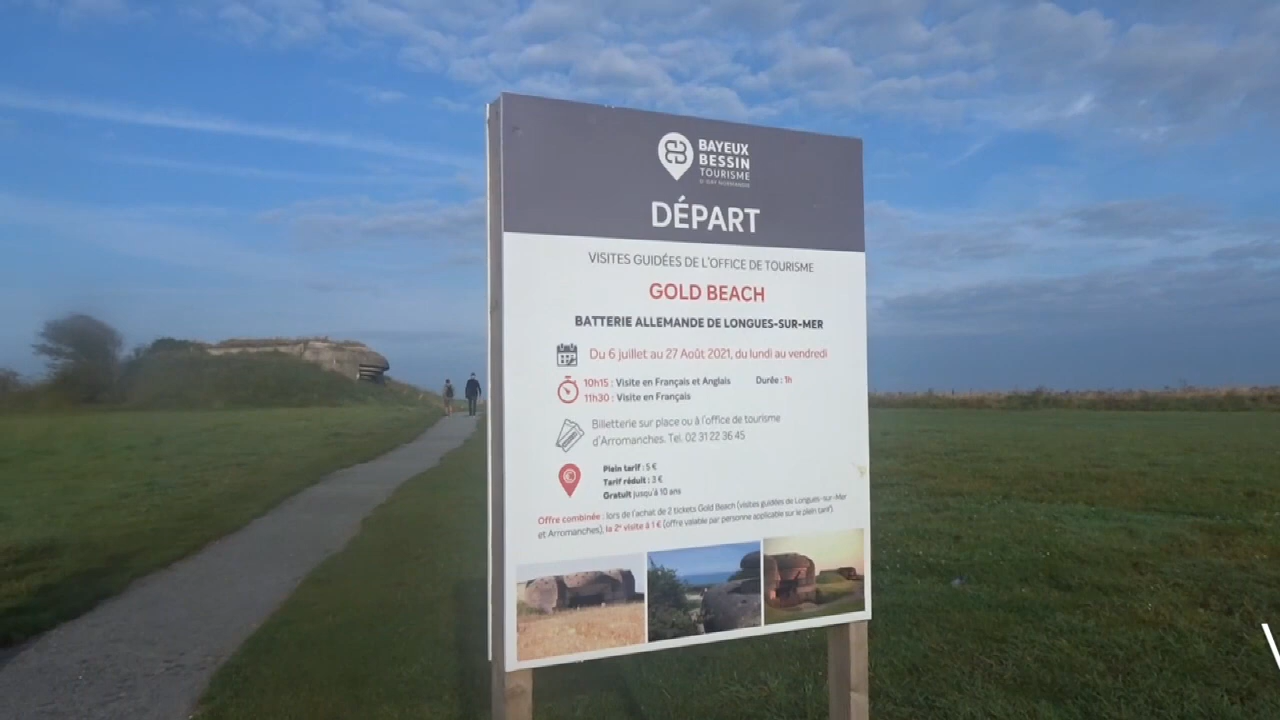 BAYEUX
BESSIN
TOURISME
DÉPART
VISITES GUIDÉES DE L'OFFICE DE TOURISME
GOLD BEACH
BATTERIE ALLEMANDE DE LONGUES-SUR-MER
Du 6 juillet au 27 Août 2021, du lundi au vendredi
10h15 : Visite en Français et Anglais Durée : 1h
11h30 : Visite en Français
Billetterie sur place ou à l'office de tourisme
d'Arromanches. Tel. 02 31 22 36 45
Plein tarif : 5 €
Tarif réduit : 3 €
Gratuit jusqu'à 10 ans
Offre combinée : lors de l'achat de 2 tickets Gold Beach (visites guidées de Longues-sur-Mer
et Arromanches), la 2e visite à 1 € (offre valable par personne applicable sur le plein tarif).